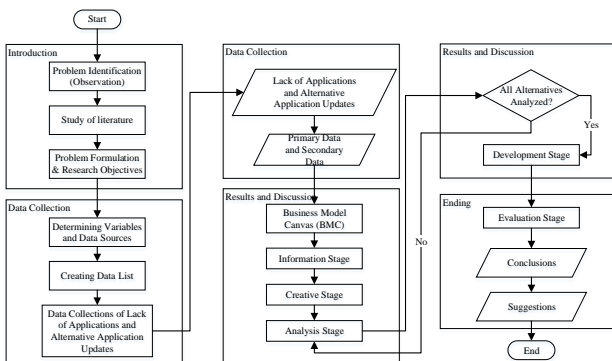 Start
Introduction
Problem Identification
(Observation)
Study of literature
Problem Formulation
& Research Objectives
Data Collection
Determining Variables
and Data Sources
Creating Data List
Data Collections of Lack
of Applications and
Alternative Application
Updates
Data Collection
Lack of Applications
and Alternative
Application Updates
Primary Data
and Secondary
Data
Results and Discussion
Business Model
Canvas (BMC)
Information Stage
Creative Stage
Analysis Stage
Results and Discussion
All Alternatives
Analyzed?
Yes
No
Development Stage
Ending
Evaluation Stage
Conclusions
Suggestions
End